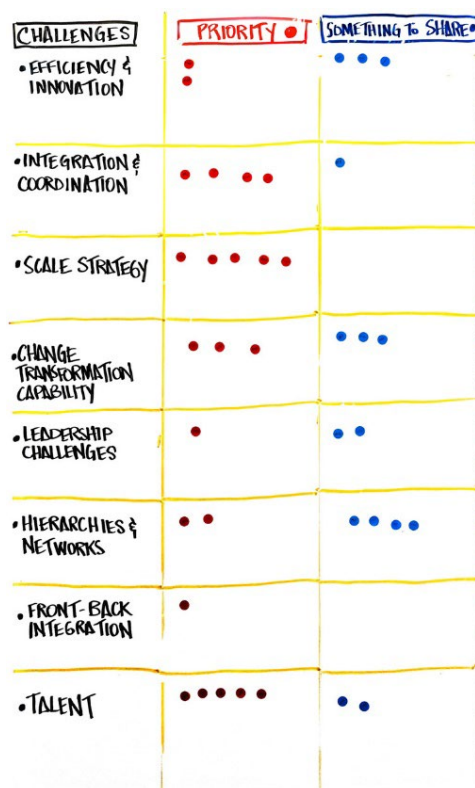 CHALLENGES
PRIORITY
SOMETHING TO SHARE
• EFFICIENCY &
INNOVATION
• INTEGRATION &
COORDINATION
• SCALE STRATEGY
• CHANGE
TRANSFORMATION
CAPABILITY
• LEADERSHIP
CHALLENGES
• HIERARCHIES &
NETWORKS
• FRONT-BACK
INTEGRATION
• TALENT